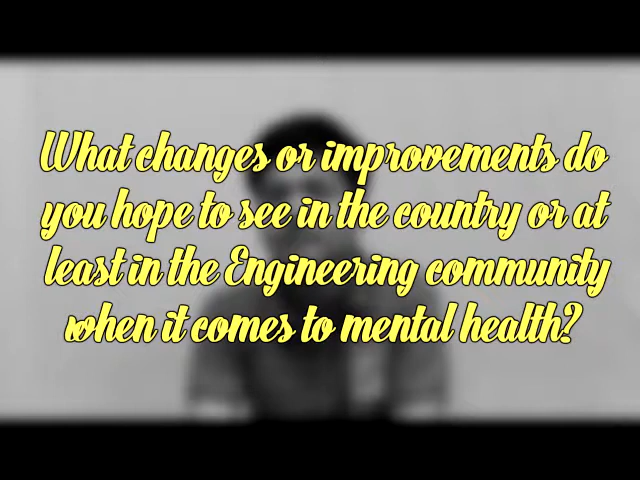 What changes or improvements do
you hope to see in the country or at
least in the Engineering community
when it comes to mental health?